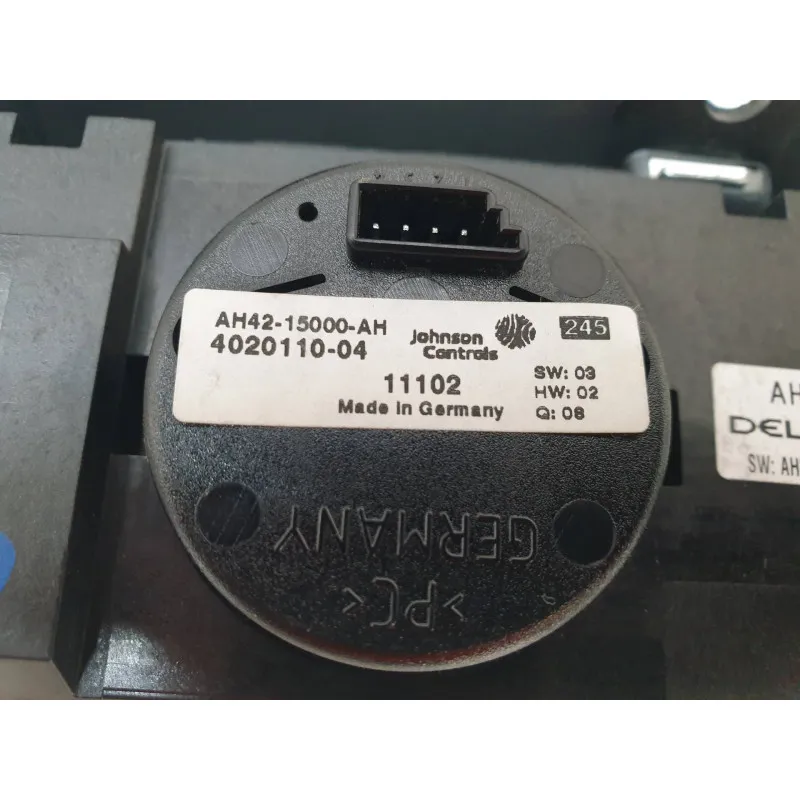 AH42-15000-AH
4020110-04
Johnson
Controls
245
11102
Made in Germany
SW: 03
HW: 02
Q: 08
GERMANY
>PC<
AH
DEL
SW: AH